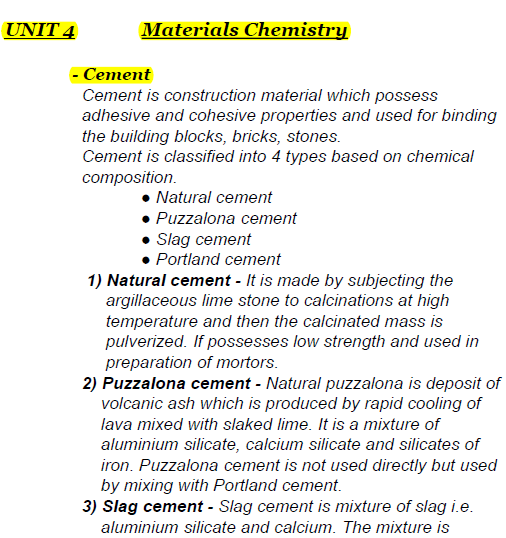 UNIT 4 Materials Chemistry
- Cement
Cement is construction material which possess
adhesive and cohesive properties and used for binding
the building blocks, bricks, stones.
Cement is classified into 4 types based on chemical
composition.
● Natural cement
● Puzzalona cement
● Slag cement
● Portland cement
1) Natural cement - It is made by subjecting the
argillaceous lime stone to calcinations at high
temperature and then the calcinated mass is
pulverized. If possesses low strength and used in
preparation of mortors.
2) Puzzalona cement - Natural puzzalona is deposit of
volcanic ash which is produced by rapid cooling of
lava mixed with slaked lime. It is a mixture of
aluminium silicate, calcium silicate and silicates of
iron. Puzzalona cement is not used directly but used
by mixing with Portland cement.
3) Slag cement - Slag cement is mixture of slag i.e.
aluminium silicate and calcium. The mixture is